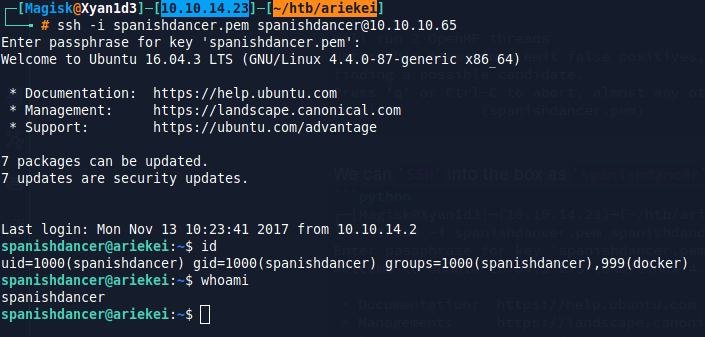 [Magisk@Xyan1d3]-[10.10.14.23]-[~/htb/ariekei]
# ssh -i spanishdancer.pem spanishdancer@10.10.10.65
Enter passphrase for key 'spanishdancer.pem':
Welcome to Ubuntu 16.04.3 LTS (GNU/Linux 4.4.0-87-generic x86_64)
* Documentation:  https://help.ubuntu.com
* Management:     https://landscape.canonical.com
* Support:        https://ubuntu.com/advantage
7 packages can be updated.
7 updates are security updates.
Last login: Mon Nov 13 10:23:41 2017 from 10.10.14.2
spanishdancer@ariekei:~$ id
uid=1000(spanishdancer) gid=1000(spanishdancer) groups=1000(spanishdancer),999(docker)
spanishdancer@ariekei:~$ whoami
spanishdancer
spanishdancer@ariekei:~$